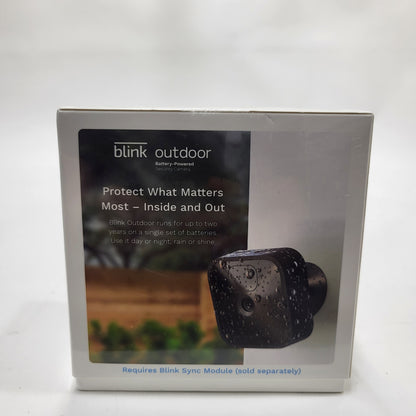 blink outdoor
Battery-Powered
Security Camera
Protect What Matters
Most – Inside and Out
Blink Outdoor runs for up to two
years on a single set of batteries.
Use it day or night, rain or shine.
Requires Blink Sync Module (sold separately)